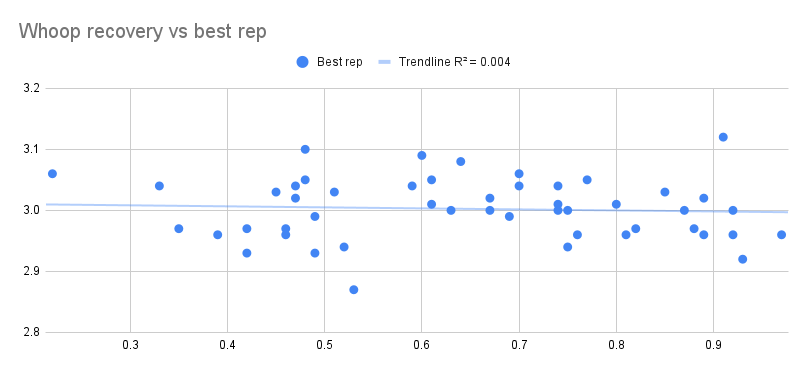 Whoop recovery vs best rep
Best rep Trendline R² = 0.004
3.2
3.1
3.0
2.9
2.8
0.3 0.4 0.5 0.6 0.7 0.8 0.9